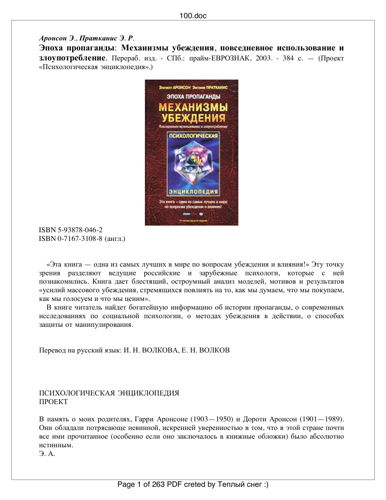 100.doc
Аронсон Э., Пратканис Э. Р.
Эпоха пропаганды: Механизмы убеждения, повседневное использование и
злоупотребление. Перераб. изд. - СПб.: прайм-ЕВРОЗНАК, 2003. - 384 с. — (Проект
«Психологическая энциклопедия».)
Эллиот АРОНСОН Энтони ПРАТКАНИС
ЭПОХА ПРОПАГАНДЫ
МЕХАНИЗМЫ
УБЕЖДЕНИЯ
Повседневное использование и злоупотребление
ПСИХОЛОГИЧЕСКАЯ
ЭНЦИКЛОПЕДИЯ
Эта книга – одна из самых лучших в мире
по вопросам убеждения и влияния!
ISBN 5-93878-046-2
ISBN 0-7167-3108-8 (англ.)
«Эта книга — одна из самых лучших в мире по вопросам убеждения и влияния!» Эту точку
зрения разделяют ведущие российские и зарубежные психологи, которые с ней
познакомились. Книга дает блестящий, остроумный анализ моделей, мотивов и результатов
«усилий массового убеждения, стремящихся повлиять на то, как мы думаем, что мы покупаем,
как мы голосуем и что мы ценим».
В книге читатель найдет богатейшую информацию об истории пропаганды, о современных
исследованиях по социальной психологии, о методах убеждения в действии, о способах
защиты от манипулирования.
Перевод на русский язык: И. Н. ВОЛКОВА, Е. Н. ВОЛКОВ
ПСИХОЛОГИЧЕСКАЯ ЭНЦИКЛОПЕДИЯ
ПРОЕКТ
В память о моих родителях, Гарри Аронсоне (1903—1950) и Дороти Аронсон (1901—1989).
Они обладали потрясающе невинной, искренней уверенностью в том, что в этой стране почти
все ими прочитанное (особенно если оно заключалось в книжные обложки) было абсолютно
истинным.
Э. А.
Page 1 of 263 PDF creted by Теплый снег :)